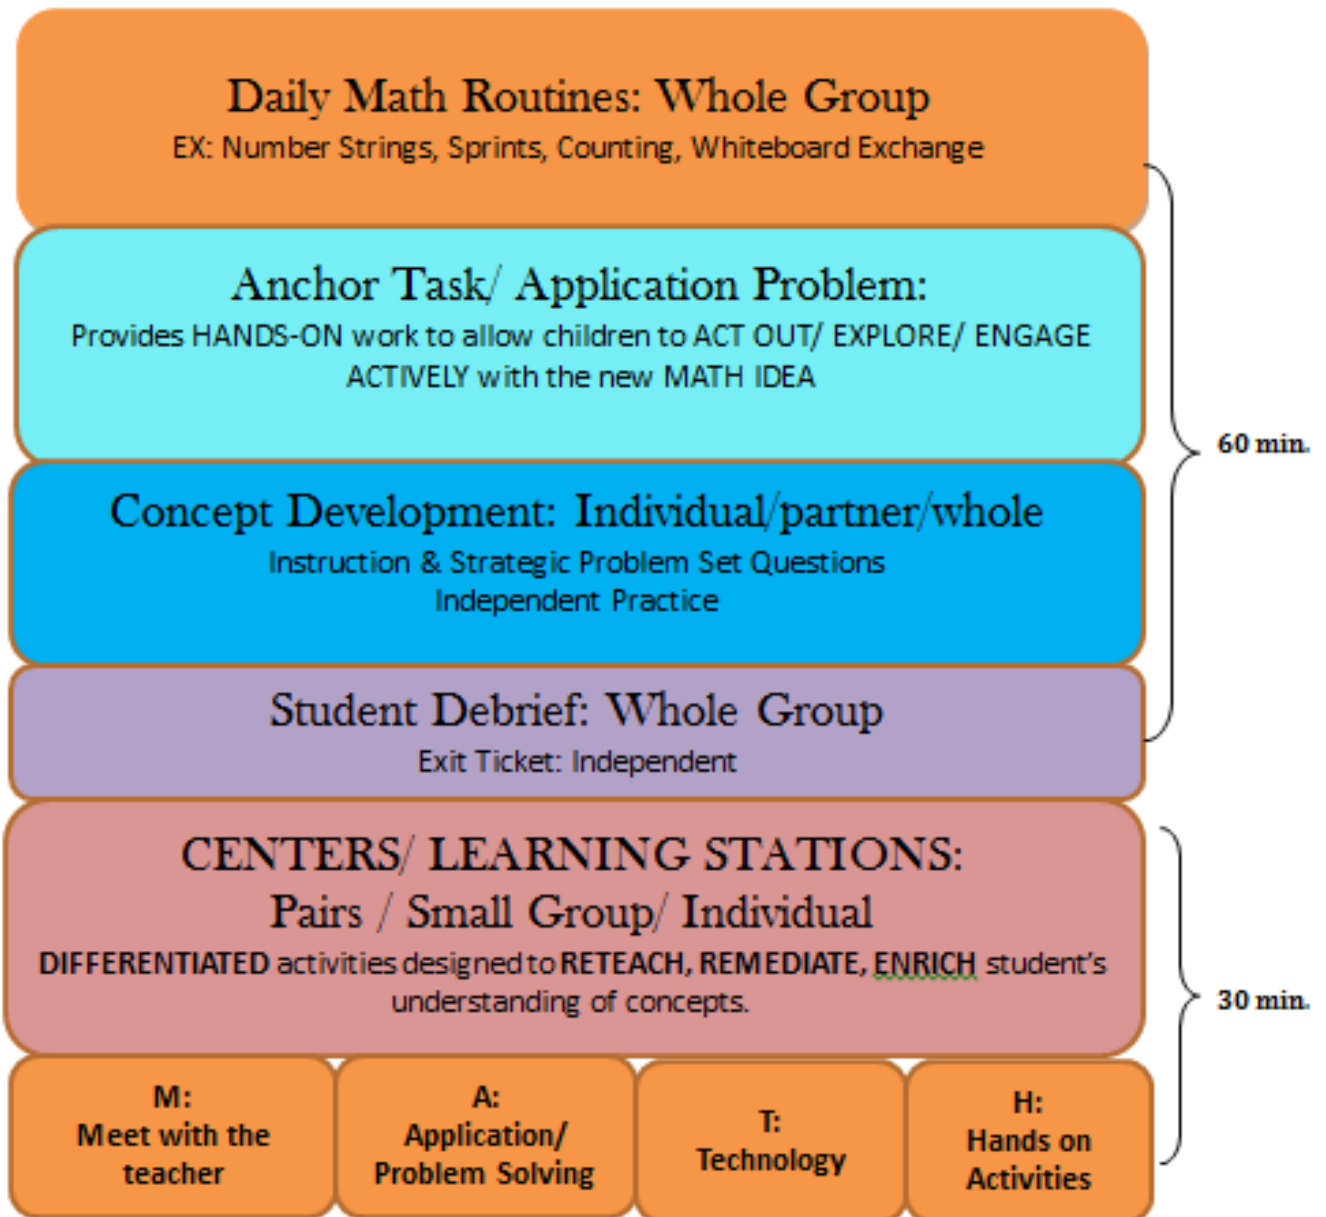 Daily Math Routines: Whole Group
EX: Number Strings, Sprints, Counting, Whiteboard Exchange
Anchor Task/ Application Problem:
Provides HANDS-ON work to allow children to ACT OUT/ EXPLORE/ ENGAGE
ACTIVELY with the new MATH IDEA
60 min.
Concept Development: Individual/partner/whole
Instruction & Strategic Problem Set Questions
Independent Practice
Student Debrief: Whole Group
Exit Ticket: Independent
CENTERS/ LEARNING STATIONS:
Pairs / Small Group/ Individual
DIFFERENTIATED activities designed to RETEACH, REMEDIATE, ENRICH student's
understanding of concepts.
30 min.
M:
Meet with the
teacher
A:
Application/
Problem Solving
T:
Technology
H:
Hands on
Activities